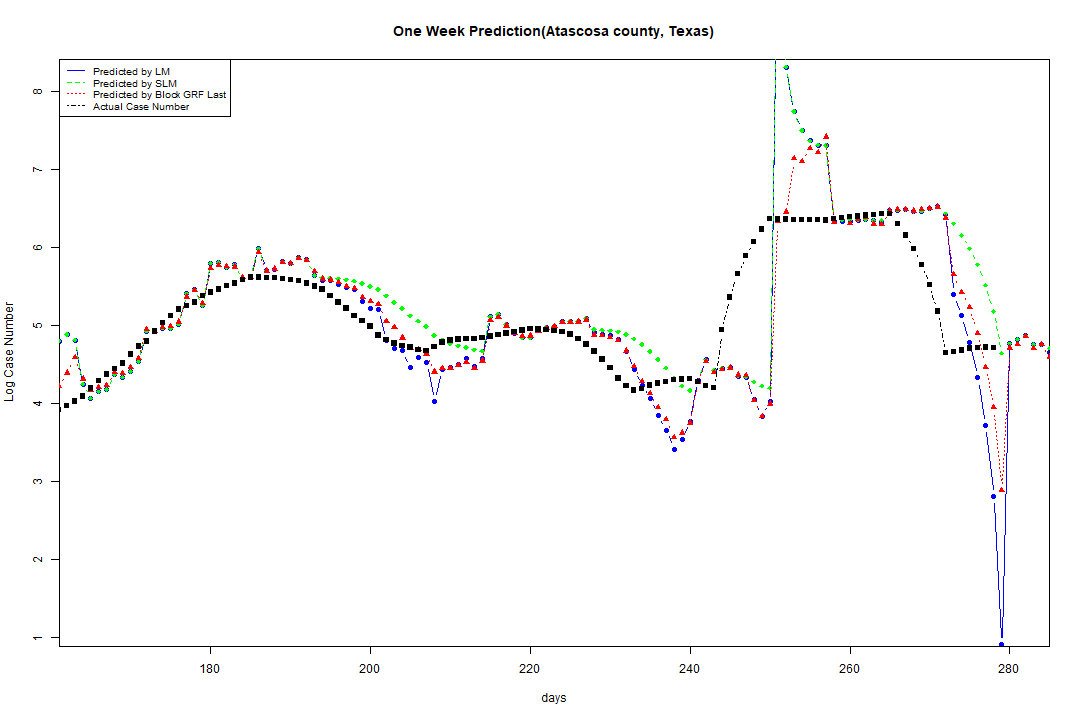 One Week Prediction(Atascosa county, Texas)
Predicted by LM
Predicted by SLM
Predicted by Block GRF Last
Actual Case Number
Log Case Number
8
7
6
5
4
3
2
1
180 200 220 240 260 280
days